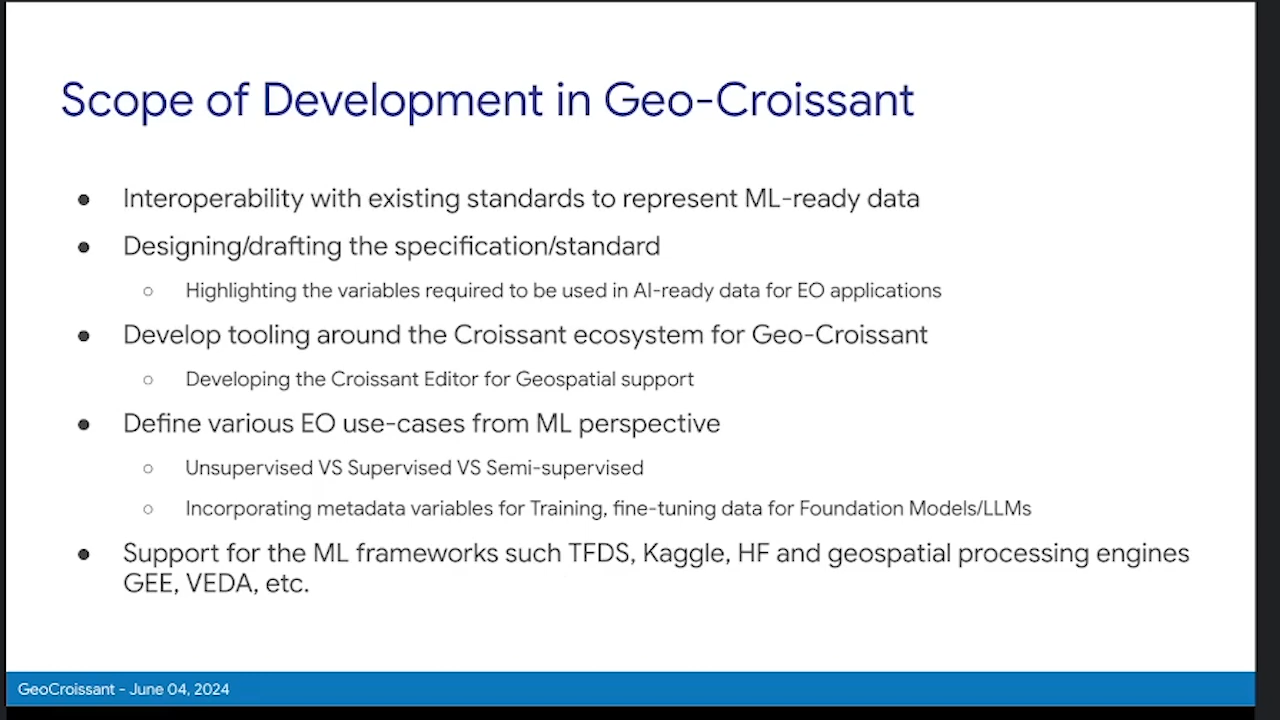 Scope of Development in Geo-Croissant
● Interoperability with existing standards to represent ML-ready data
● Designing/drafting the specification/standard
○ Highlighting the variables required to be used in AI-ready data for EO applications
● Develop tooling around the Croissant ecosystem for Geo-Croissant
○ Developing the Croissant Editor for Geospatial support
● Define various EO use-cases from ML perspective
○ Unsupervised VS Supervised VS Semi-supervised
○ Incorporating metadata variables for Training, fine-tuning data for Foundation Models/LLMs
● Support for the ML frameworks such TFDS, Kaggle, HF and geospatial processing engines
GEE, VEDA, etc.
GeoCroissant - June 04, 2024